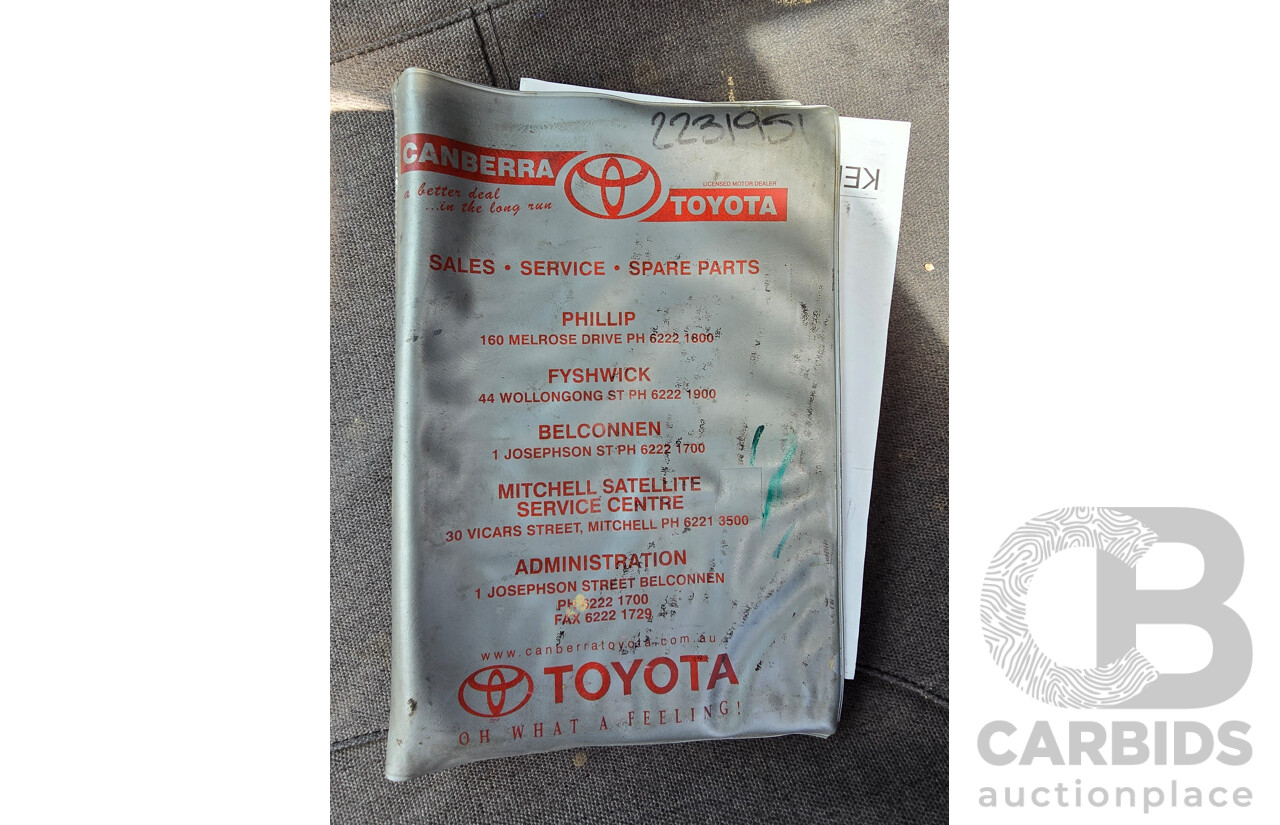 2231951
CANBERRA
a better deal
...in the long run
LICENSED MOTOR DEALER
TOYOTA
SALES • SERVICE • SPARE PARTS
PHILLIP
160 MELROSE DRIVE PH 6222 1800
FYSHWICK
44 WOLLONGONG ST PH 6222 1900
BELCONNEN
1 JOSEPHSON ST PH 6222 1700
MITCHELL SATELLITE
SERVICE CENTRE
30 VICARS STREET, MITCHELL PH 6221 3500
ADMINISTRATION
1 JOSEPHSON STREET BELCONNEN
PH 6222 1700
FAX 6222 1729
www.canberratoyota.com.au
TOYOTA
OH WHAT A FEELING!
CB
CARBIDS
auctionplace